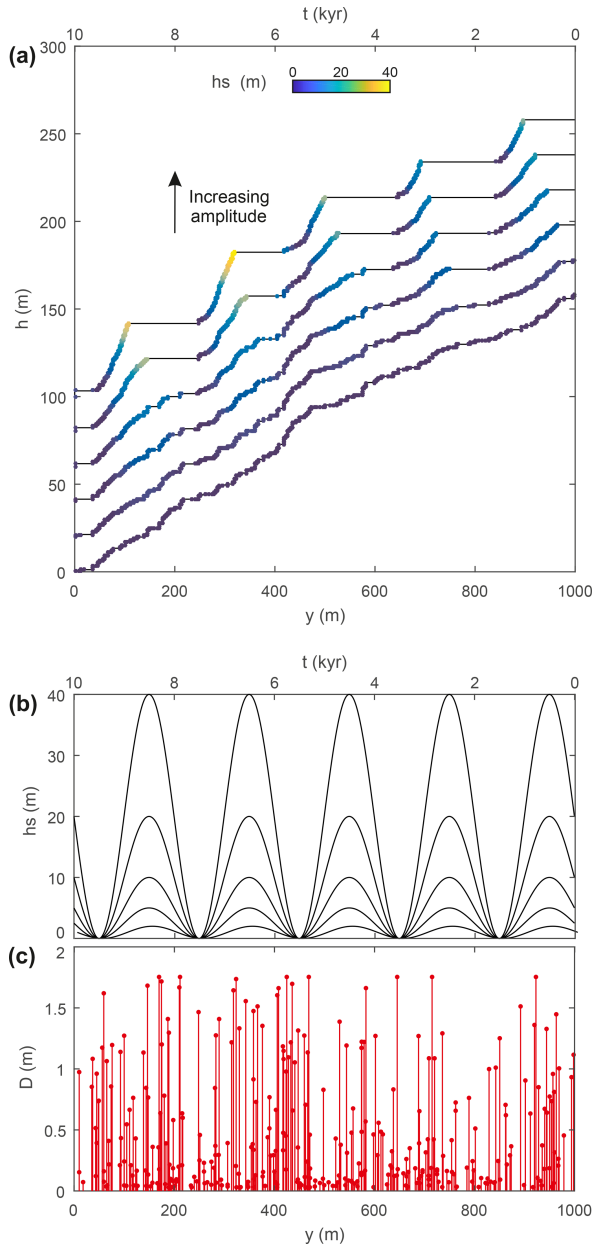 t (kyr)
10 8 6 4 2 0
(a)
300
hs (m)
0 20 40
250
Increasing
amplitude
200
h (m)
150
100
50
0
0 200 400 600 800 1000
y (m)
t (kyr)
10 8 6 4 2 0
(b)
40
30
hs (m)
20
10
0
(c)
2
1.5
D (m)
1
0.5
0
0 200 400 600 800 1000
y (m)